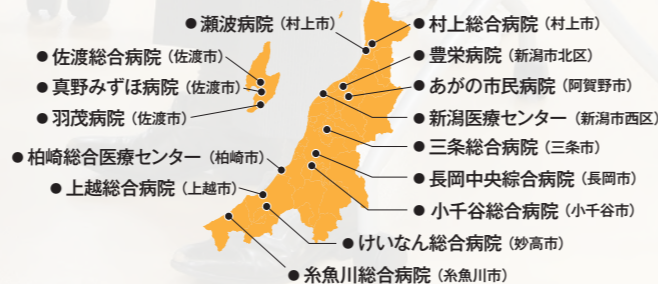 ●瀬波病院（村上市）
●村上総合病院（村上市）
●佐渡総合病院（佐渡市）
●豊栄病院（新潟市北区）
●真野みずほ病院（佐渡市）
●あがの市民病院（阿賀野市）
●羽茂病院（佐渡市）
●新潟医療センター（新潟市西区）
●三条総合病院（三条市）
●柏崎総合医療センター（柏崎市）
●長岡中央綜合病院（長岡市）
●上越総合病院（上越市）
●小千谷総合病院（小千谷市）
●けいなん総合病院（妙高市）
●糸魚川総合病院（糸魚川市）